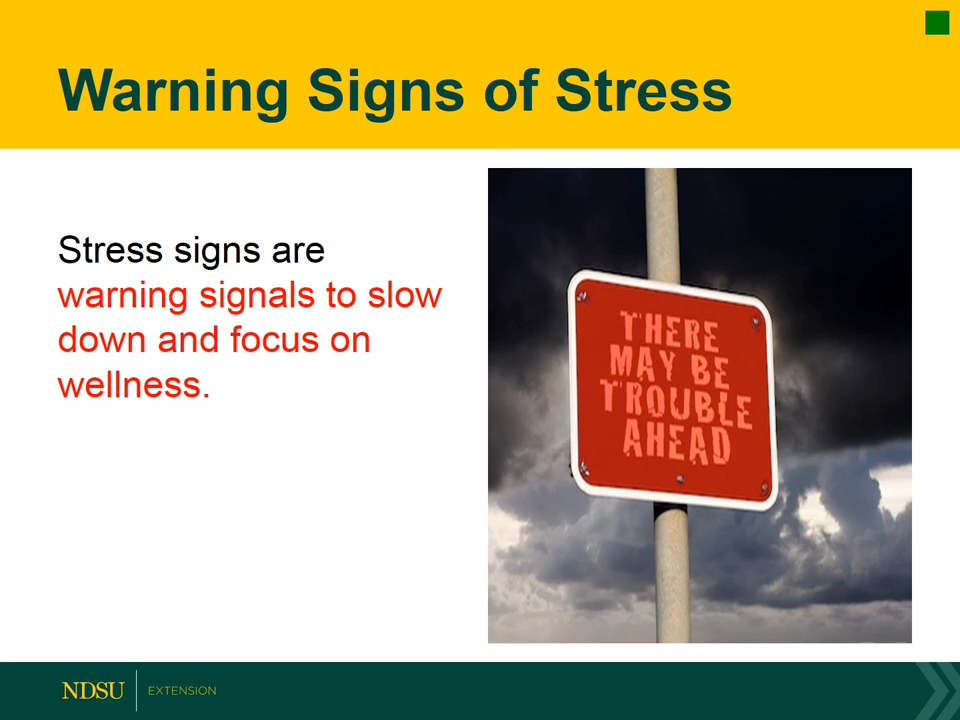 Warning Signs of Stress
Stress signs are
warning signals to slow
down and focus on
wellness.
THERE
MAY BE
TROUBLE
AHEAD
NDSU
EXTENSION